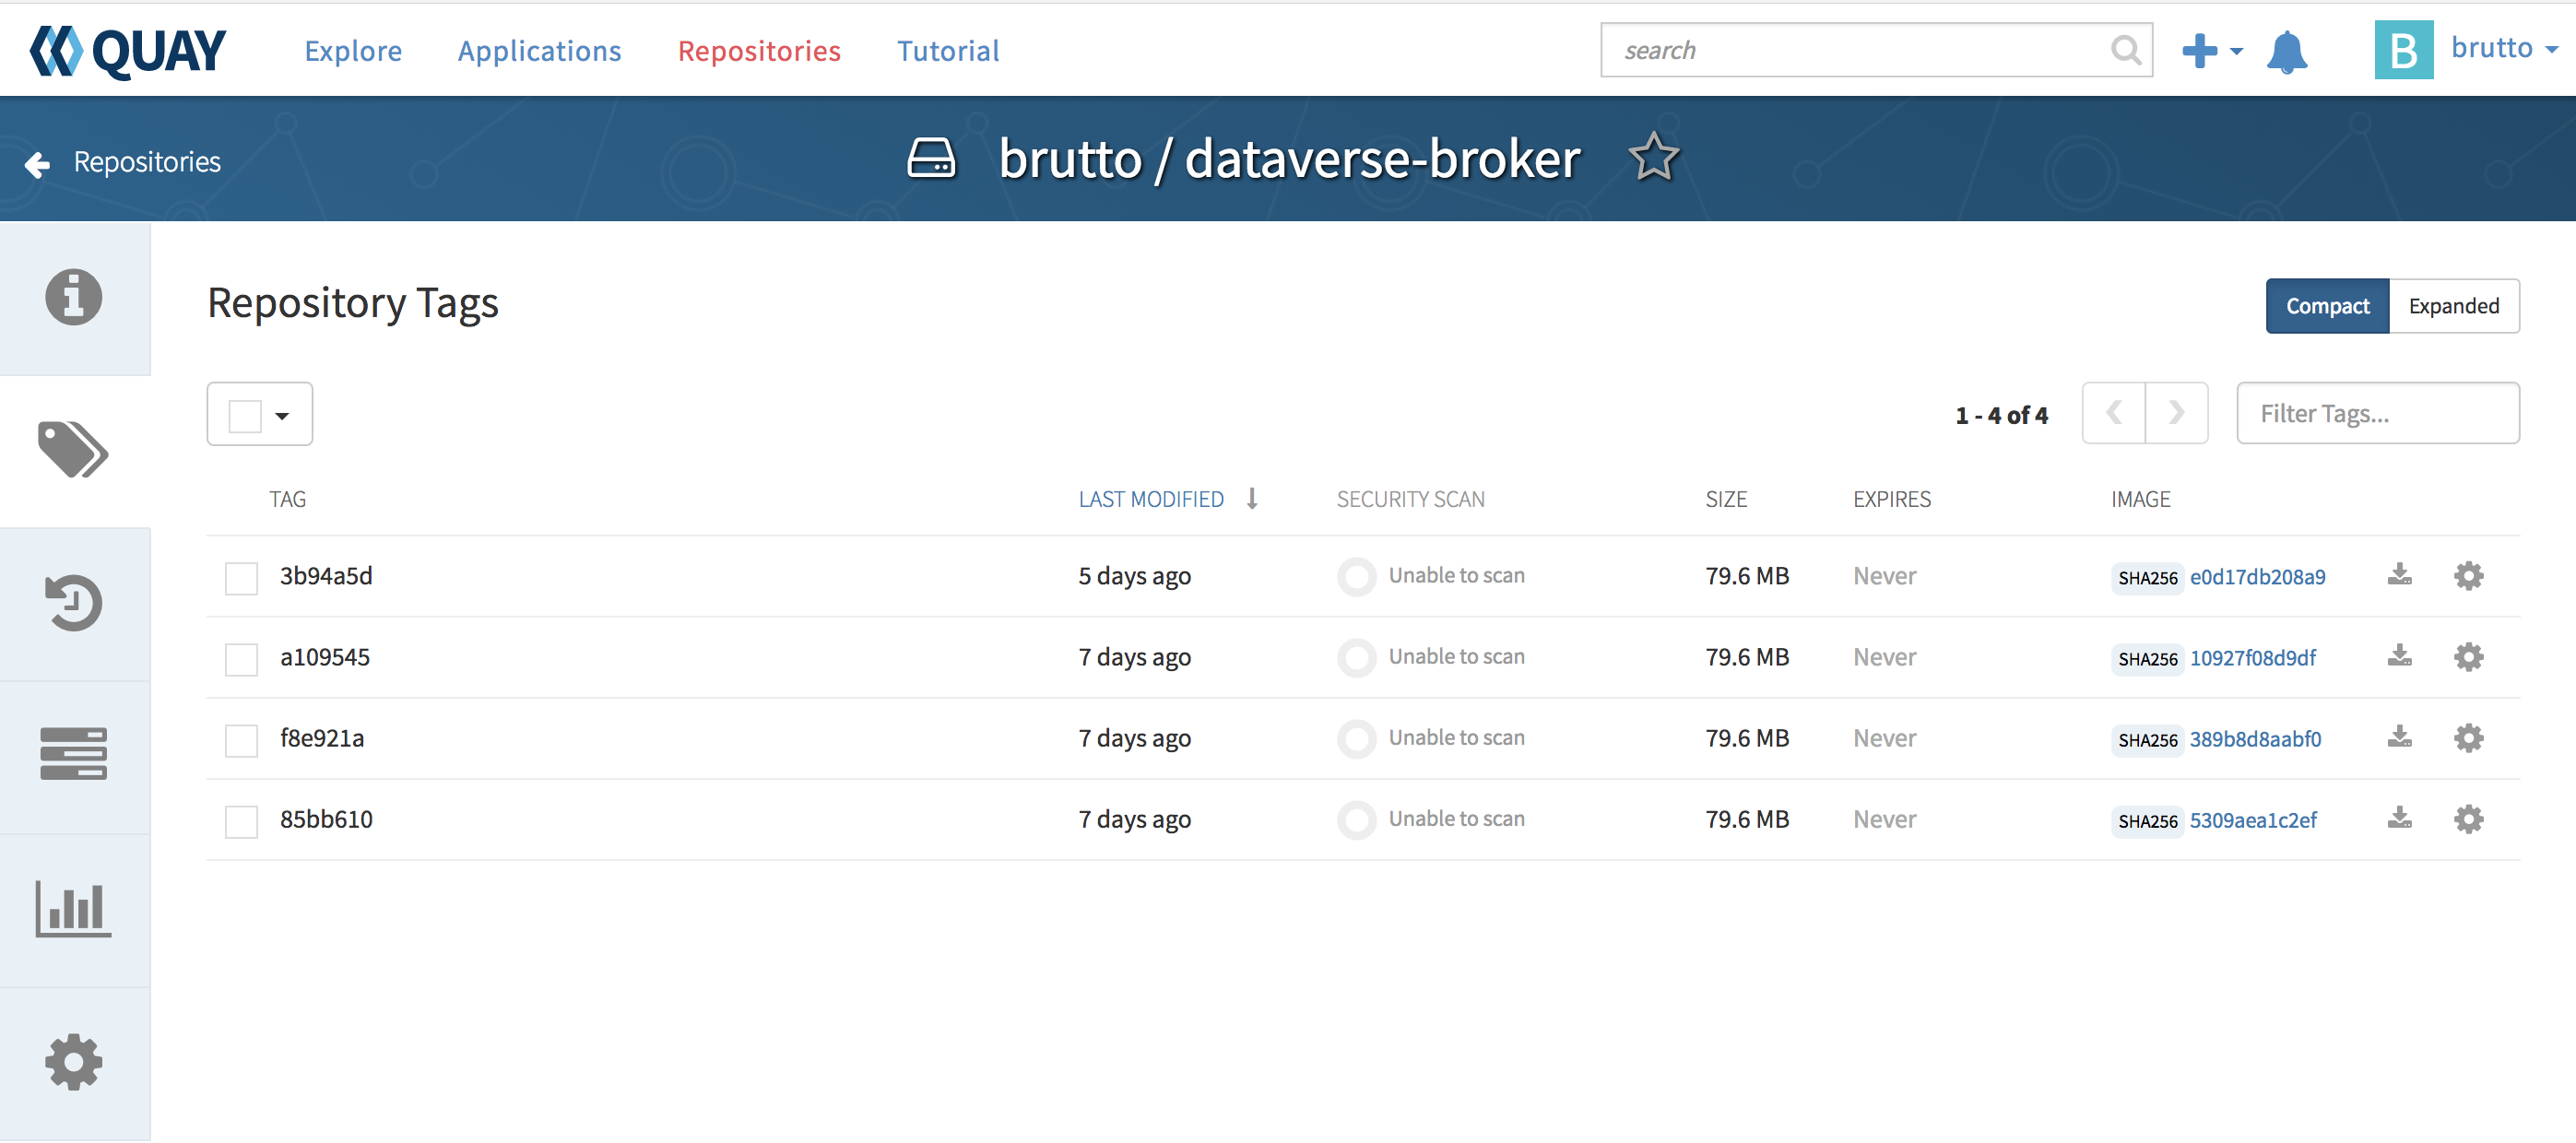 QUAY Explore Applications Repositories Tutorial search B brutto
Repositories brutto / dataverse-broker
Repository Tags Compact Expanded
1 - 4 of 4 Filter Tags...
TAG LAST MODIFIED SECURITY SCAN SIZE EXPIRES IMAGE
3b94a5d 5 days ago Unable to scan 79.6 MB Never SHA256 e0d17db208a9
a109545 7 days ago Unable to scan 79.6 MB Never SHA256 10927f08d9df
f8e921a 7 days ago Unable to scan 79.6 MB Never SHA256 389b8d8aabf0
85bb610 7 days ago Unable to scan 79.6 MB Never SHA256 5309aea1c2ef